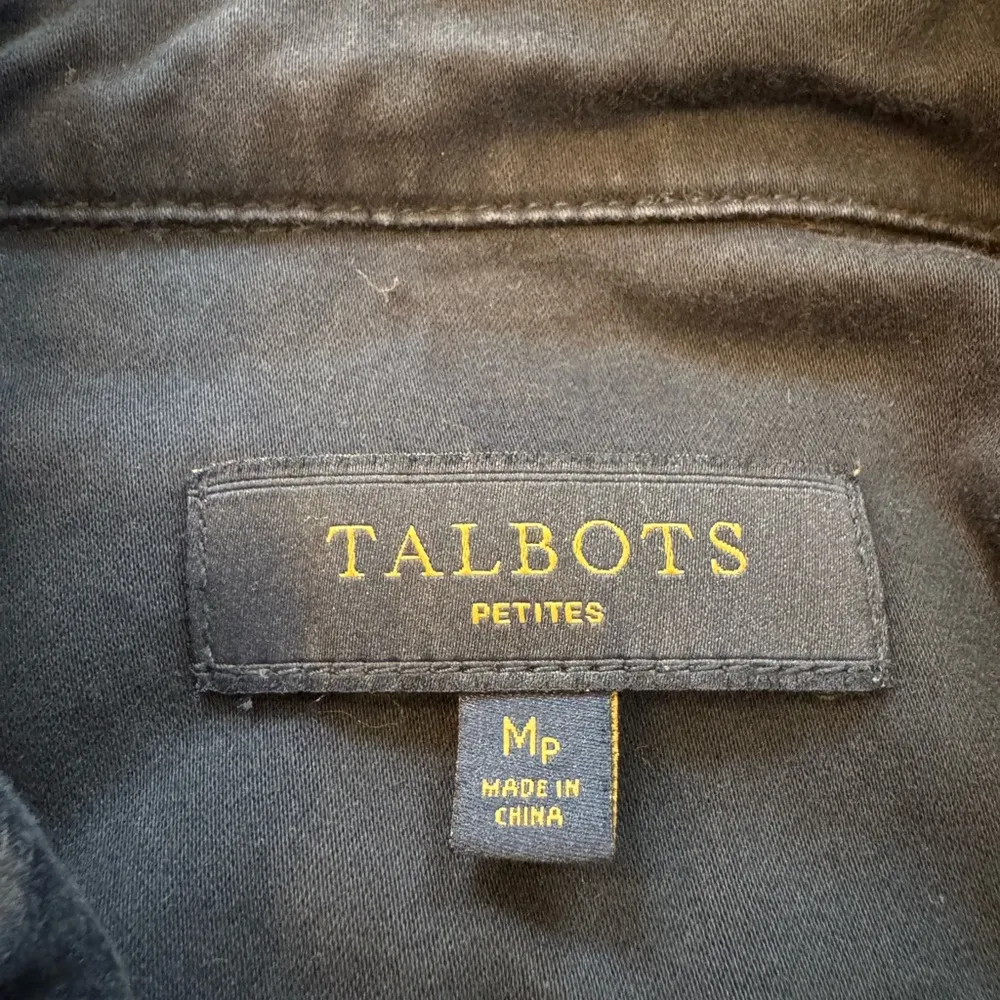 TALBOTS
PETITES
MP
MADE IN
CHINA